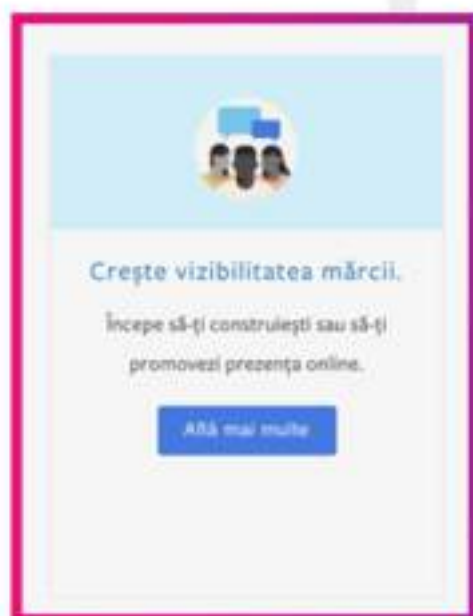 Crește vizibilitatea mărcii.
Începe să-ți construiești sau să-ți
promovezi prezența online.
Află mai multe